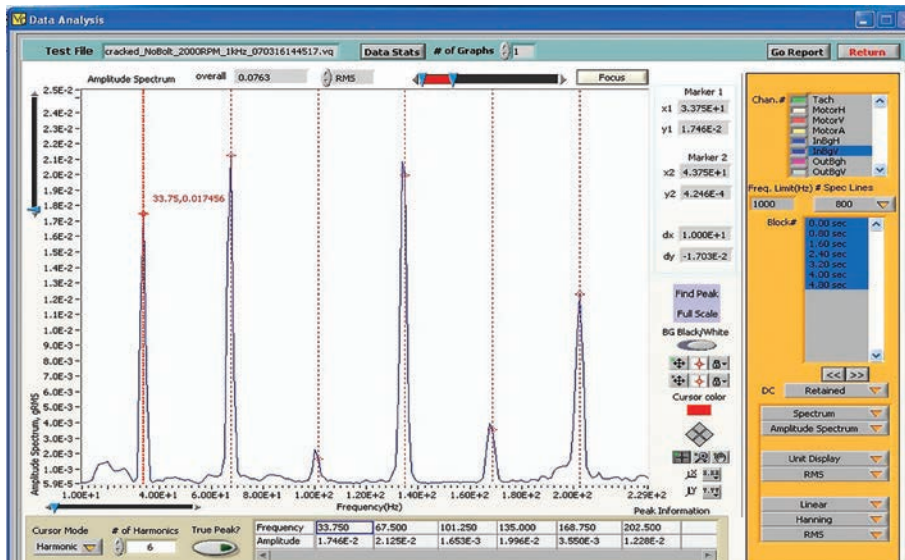 Data Analysis
Test File cracked_NoBolt_2000RPM_1kHz_070316144517.vq Data Stats # of Graphs 1 Go Report Return
Amplitude Spectrum overall 0.0763 RMS Focus
2.5E-2
2.4E-2
2.3E-2
2.2E-2
2.1E-2
2.0E-2
1.9E-2
1.8E-2
1.7E-2
1.6E-2
1.5E-2
1.4E-2
1.3E-2
1.2E-2
1.1E-2
1.0E-2
9.0E-3
8.0E-3
7.0E-3
6.0E-3
5.0E-3
4.0E-3
3.0E-3
2.0E-3
1.0E-3
5.9E-5
Amplitude Spectrum, gRMS
33.75,0.017456
1.00E+1 4.00E+1 6.00E+1 8.00E+1 1.00E+2 1.20E+2 1.40E+2 1.60E+2 1.80E+2 2.00E+2 2.29E+2
Frequency(Hz)
Marker 1
x1 3.375E+1
y1 1.746E-2
Marker 2
x2 4.375E+1
y2 4.246E-4
dx 1.000E+1
dy -1.703E-2
Find Peak
Full Scale
BG Black/White
Cursor color
Chan.#
Tach
MotorH
MotorV
MotorA
InBgH
InBgV
OutBgh
OutBgV
Freq. Limit(Hz) # Spec Lines
1000 800
Block#
0.00 sec
0.80 sec
1.60 sec
2.40 sec
3.20 sec
4.00 sec
4.80 sec
<< >>
DC Retained
Spectrum
Amplitude Spectrum
Unit Display
RMS
Linear
Hanning
RMS
Peak Information
Cursor Mode # of Harmonics True Peak?
Harmonic 6
Frequency 33.750 67.500 101.250 135.000 168.750 202.500
Amplitude 1.746E-2 2.125E-2 1.653E-3 1.996E-2 3.550E-3 1.228E-2